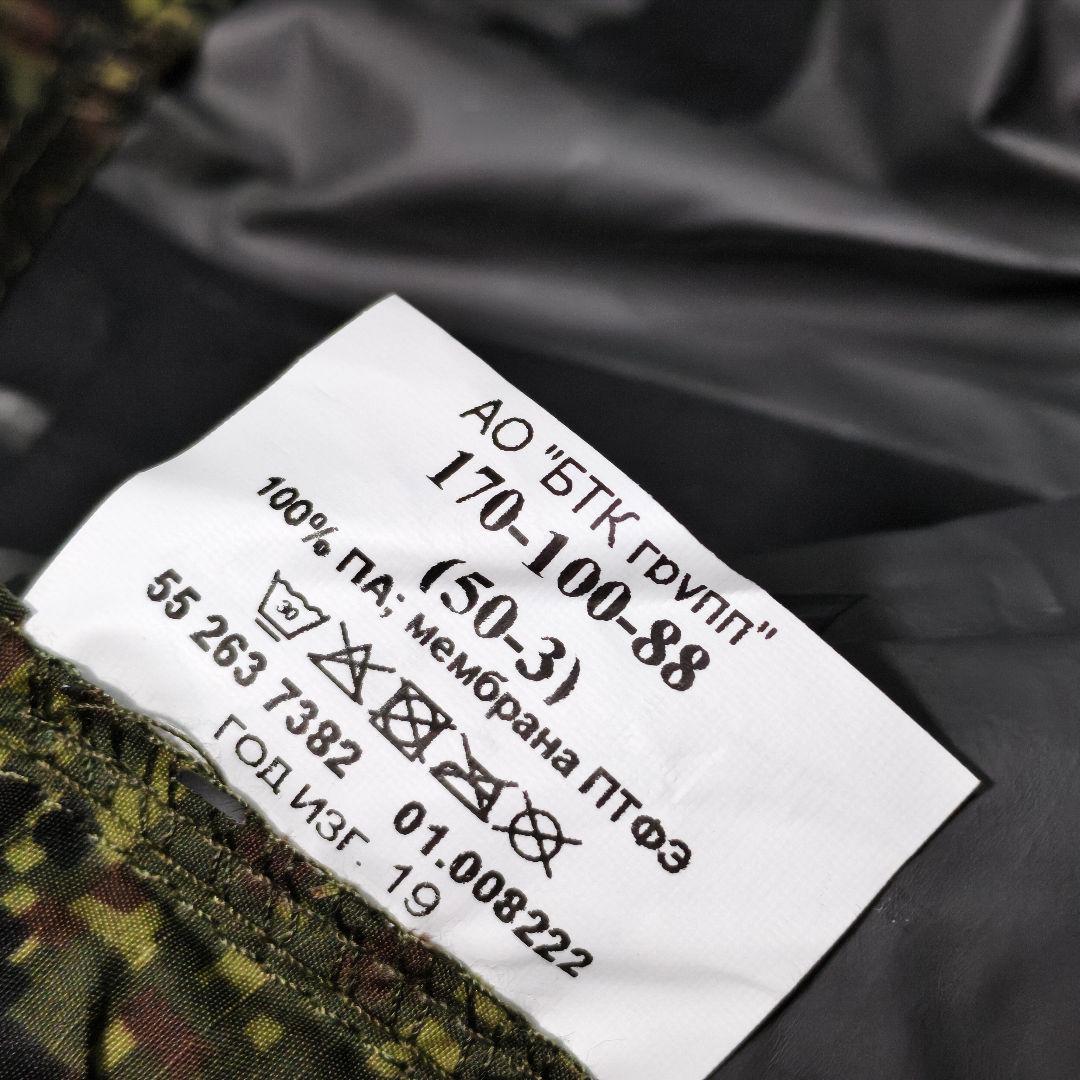 АО "БТК групп"
170-100-88
(50-3)
100% ПА; мембрана ПТФЭ
30
55 263 7382 01.008222
ГОД ИЗГ. 19